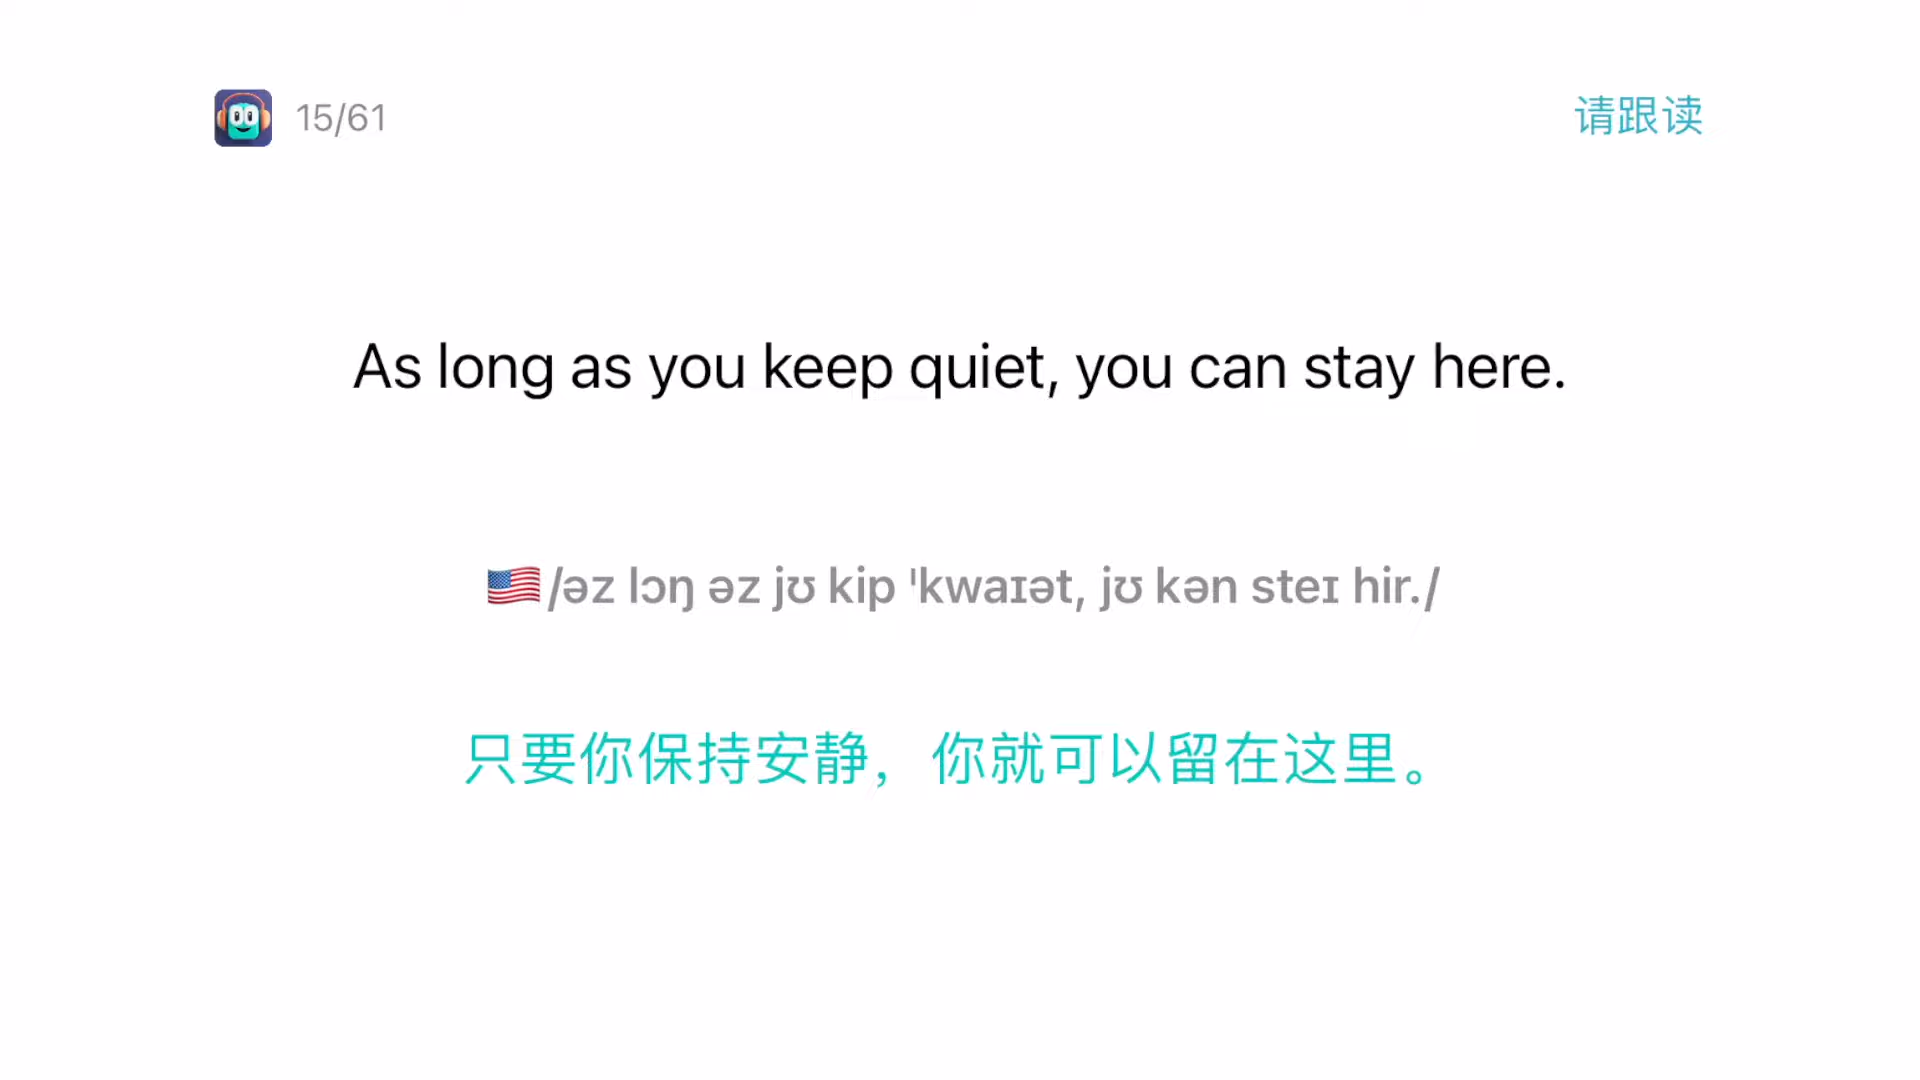 15/61
请跟读
As long as you keep quiet, you can stay here.
🇺🇸/əz lɔŋ əz jʊ kip ˈkwaɪət, jʊ kən steɪ hir./
只要你保持安静，你就可以留在这里。